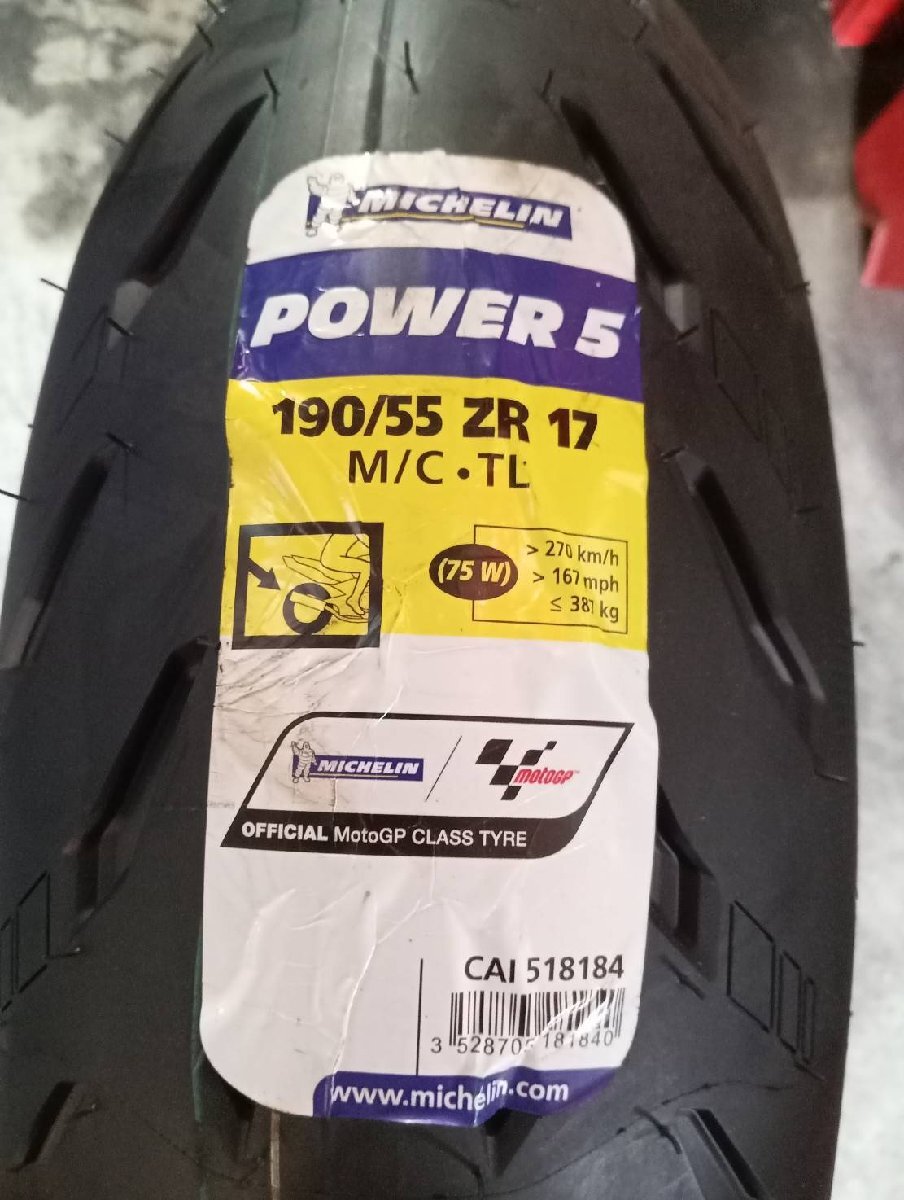 MICHELIN
POWER 5
190/55 ZR 17
M/C • TL
(75 W)
> 270 km/h
> 167 mph
≤ 387 kg
MICHELIN
MotoGP™
OFFICIAL MotoGP CLASS TYRE
CAI 518184
3 528705 181840
www.michelin.com